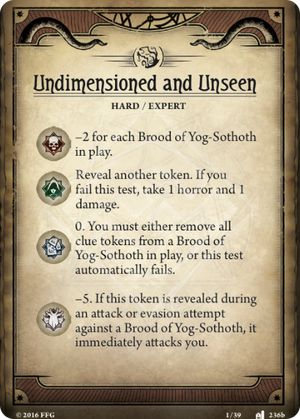 Undimensioned and Unseen
HARD / EXPERT
–2 for each Brood of Yog-Sothoth
in play.
Reveal another token. If you
fail this test, take 1 horror and 1
damage.
0. You must either remove all
clue tokens from a Brood of
Yog-Sothoth in play, or this test
automatically fails.
–5. If this token is revealed during
an attack or evasion attempt
against a Brood of Yog-Sothoth, it
immediately attacks you.
© 2016 FFG
1/39
236b